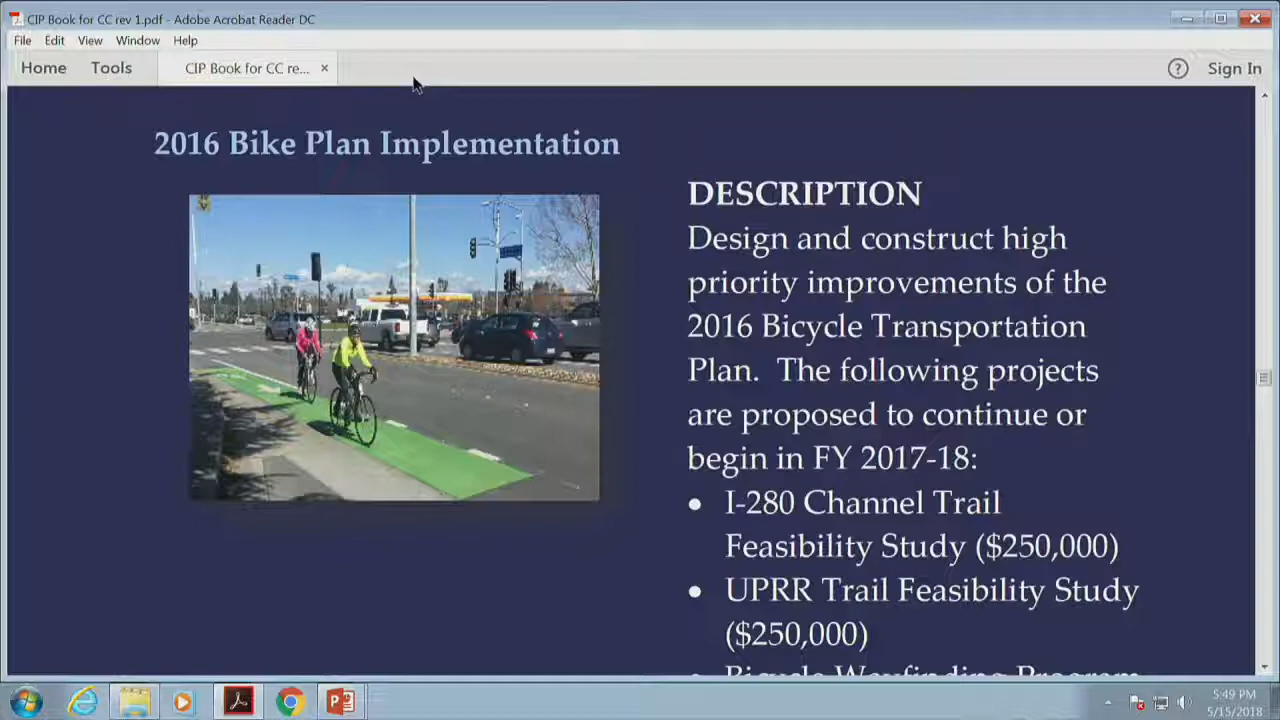 CIP Book for CC rev 1.pdf - Adobe Acrobat Reader DC
File Edit View Window Help
Home Tools CIP Book for CC re... × ? Sign In
2016 Bike Plan Implementation
DESCRIPTION
Design and construct high
priority improvements of the
2016 Bicycle Transportation
Plan. The following projects
are proposed to continue or
begin in FY 2017-18:
• I-280 Channel Trail
Feasibility Study ($250,000)
• UPRR Trail Feasibility Study
($250,000)
• Bicycle Wayfinding Program
5:49 PM
5/15/2018